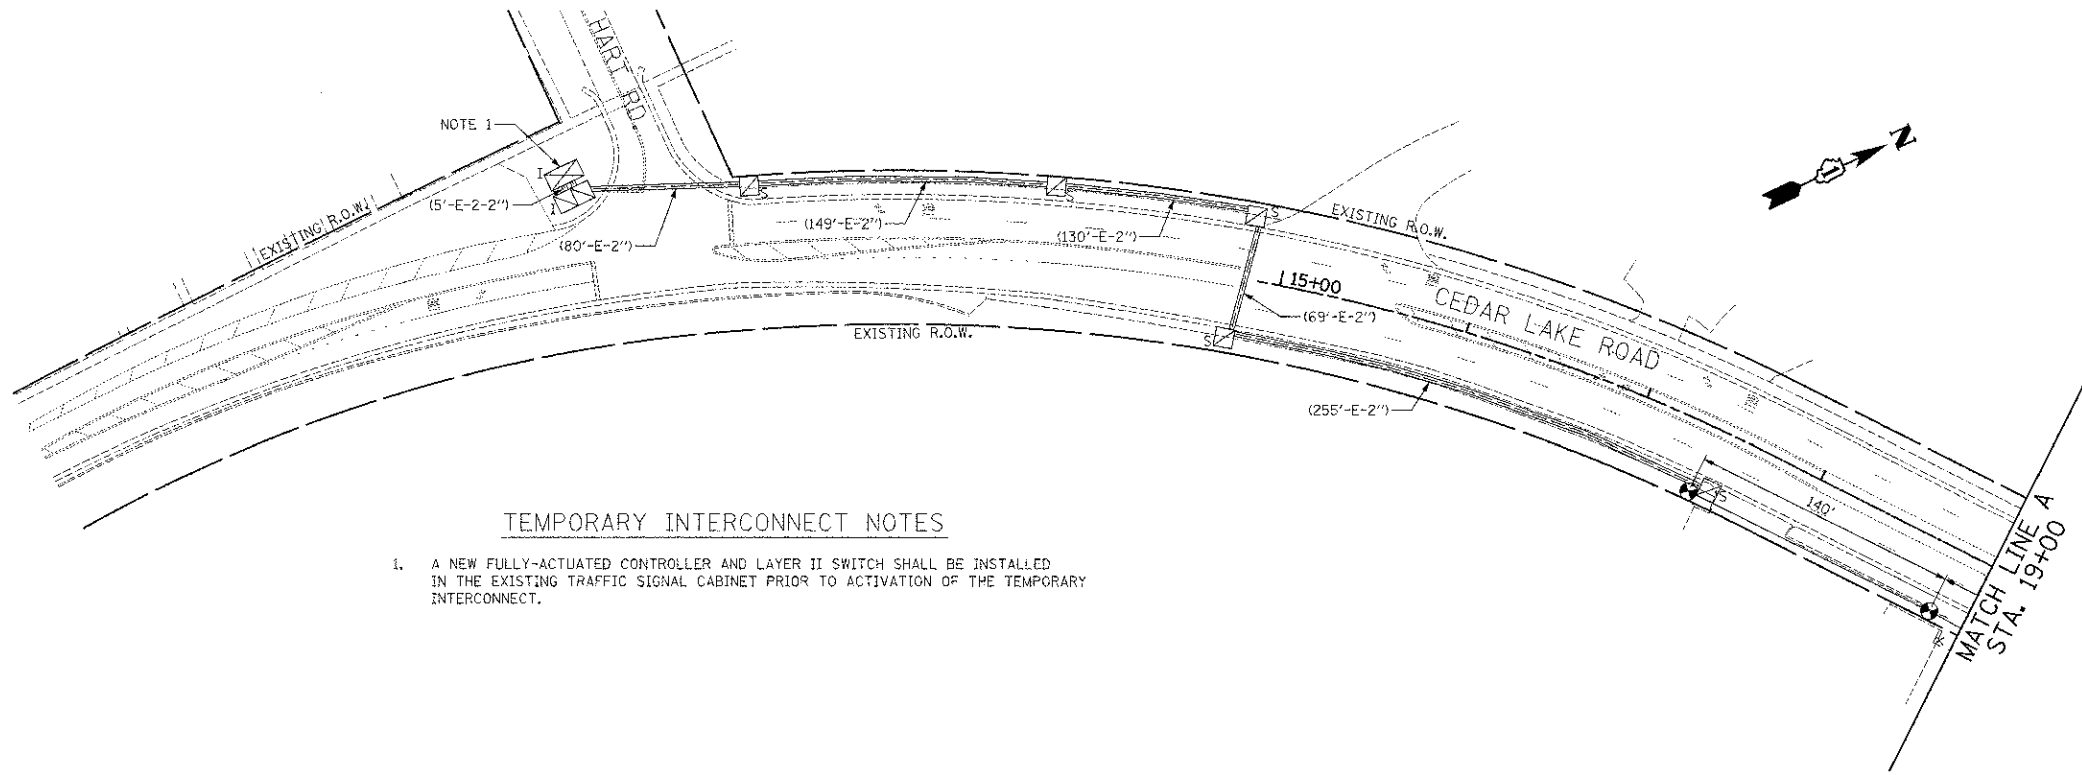 HART RD
NOTE 1
I
(5'-E-2-2")
EXISTING R.O.W.
(80'-E-2")
S
(149'-E-2")
S
(130'-E-2")
S
EXISTING R.O.W.
N
15+00
CEDAR LAKE ROAD
(69'-E-2")
S
EXISTING R.O.W.
(255'-E-2")
S
140'
MATCH LINE A
STA. 19+00
TEMPORARY INTERCONNECT NOTES
1. A NEW FULLY-ACTUATED CONTROLLER AND LAYER II SWITCH SHALL BE INSTALLED
IN THE EXISTING TRAFFIC SIGNAL CABINET PRIOR TO ACTIVATION OF THE TEMPORARY
INTERCONNECT.